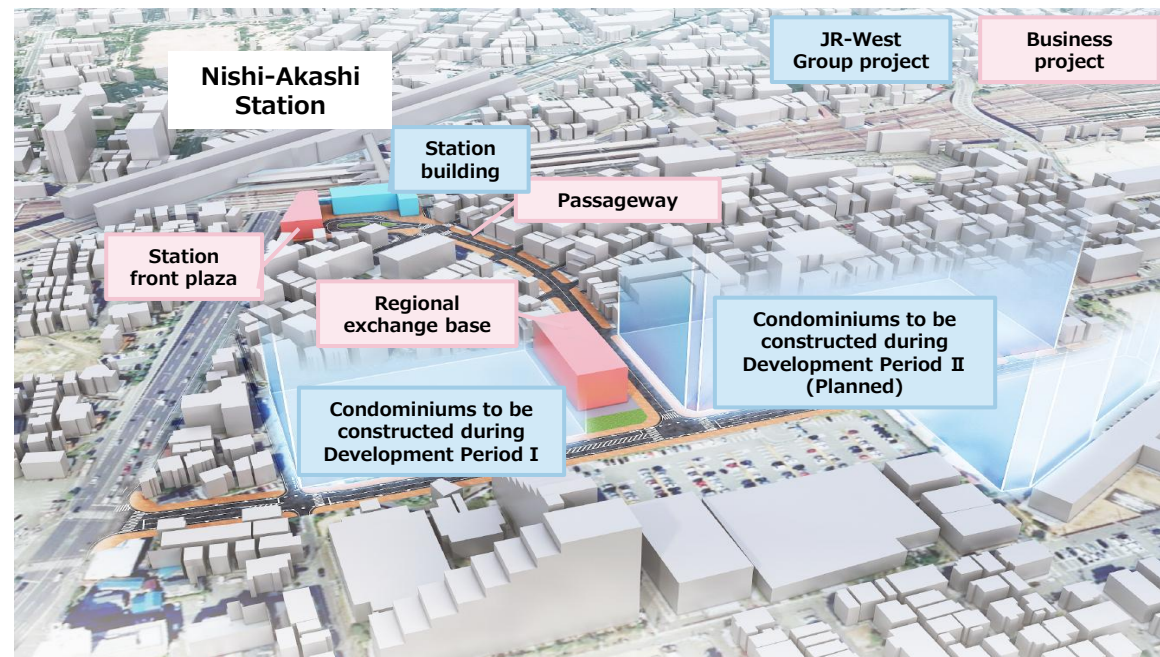 JR-West
Group project
Business
project
Nishi-Akashi
Station
Station
building
Passageway
Station
front plaza
Regional
exchange base
Condominiums to be
constructed during
Development Period Ⅱ
(Planned)
Condominiums to be
constructed during
Development Period Ⅰ